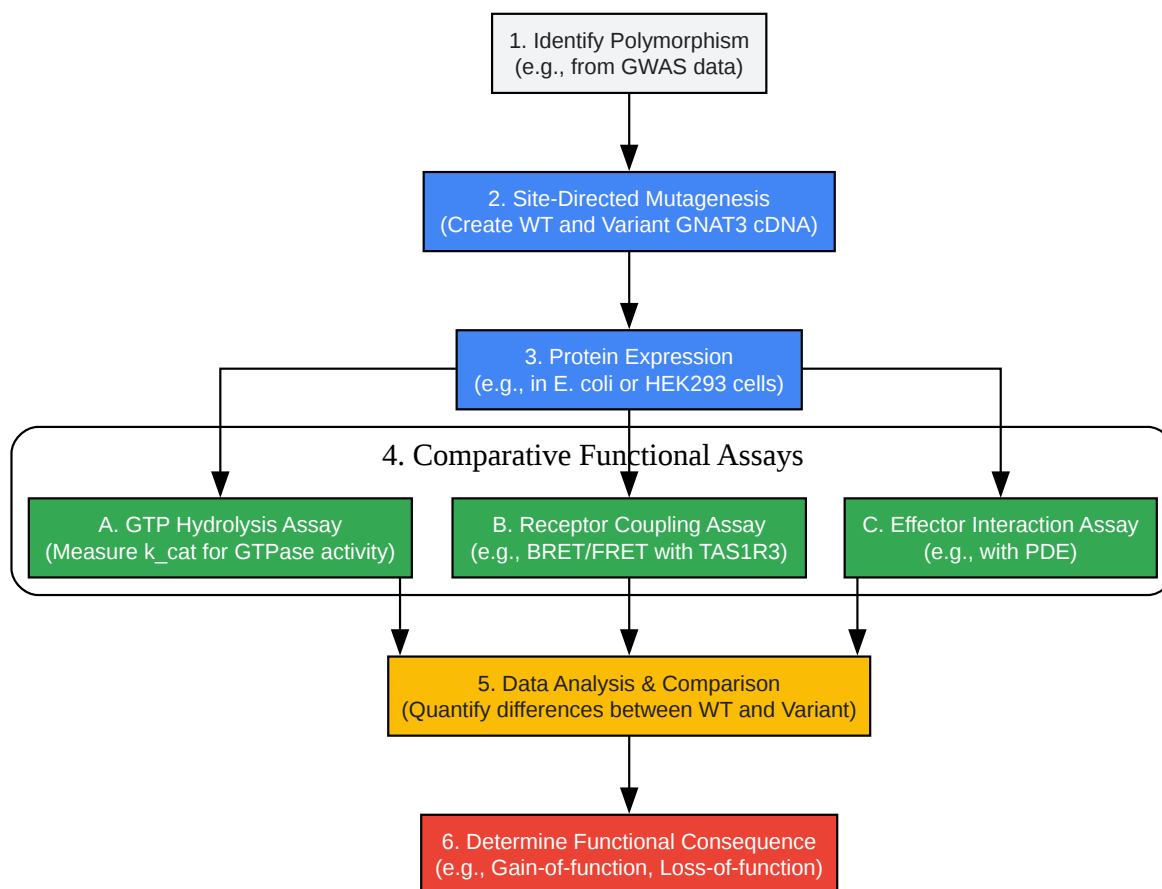 1. Identify Polymorphism
(e.g., from GWAS data)
2. Site-Directed Mutagenesis
(Create WT and Variant GNAT3 cDNA)
3. Protein Expression
(e.g., in E. coli or HEK293 cells)
4. Comparative Functional Assays
A. GTP Hydrolysis Assay
(Measure k_cat for GTPase activity)
B. Receptor Coupling Assay
(e.g., BRET/FRET with TAS1R3)
C. Effector Interaction Assay
(e.g., with PDE)
5. Data Analysis & Comparison
(Quantify differences between WT and Variant)
6. Determine Functional Consequence
(e.g., Gain-of-function, Loss-of-function)